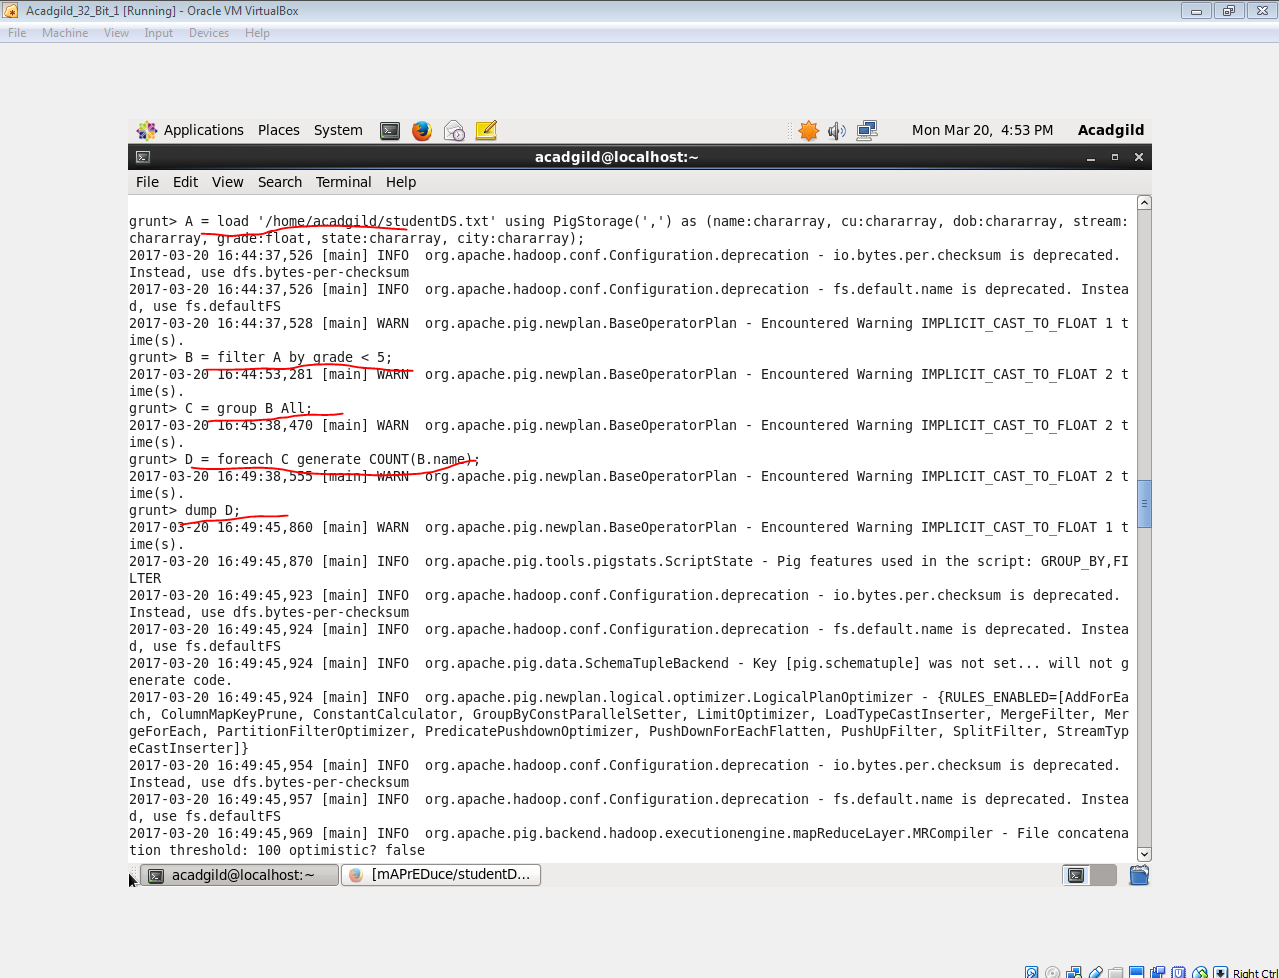 Acadgild_32_Bit_1 [Running] - Oracle VM VirtualBox
File Machine View Input Devices Help
Applications Places System Mon Mar 20, 4:53 PM Acadgild
acadgild@localhost:~
File Edit View Search Terminal Help
grunt> A = load '/home/acadgild/studentDS.txt' using PigStorage(',') as (name:chararray, cu:chararray, dob:chararray, stream:
chararray, grade:float, state:chararray, city:chararray);
2017-03-20 16:44:37,526 [main] INFO  org.apache.hadoop.conf.Configuration.deprecation - io.bytes.per.checksum is deprecated.
Instead, use dfs.bytes-per-checksum
2017-03-20 16:44:37,526 [main] INFO  org.apache.hadoop.conf.Configuration.deprecation - fs.default.name is deprecated. Instea
d, use fs.defaultFS
2017-03-20 16:44:37,528 [main] WARN  org.apache.pig.newplan.BaseOperatorPlan - Encountered Warning IMPLICIT_CAST_TO_FLOAT 1 t
ime(s).
grunt> B = filter A by grade < 5;
2017-03-20 16:44:53,281 [main] WARN  org.apache.pig.newplan.BaseOperatorPlan - Encountered Warning IMPLICIT_CAST_TO_FLOAT 2 t
ime(s).
grunt> C = group B All;
2017-03-20 16:45:38,470 [main] WARN  org.apache.pig.newplan.BaseOperatorPlan - Encountered Warning IMPLICIT_CAST_TO_FLOAT 2 t
ime(s).
grunt> D = foreach C generate COUNT(B.name);
2017-03-20 16:49:38,555 [main] WARN  org.apache.pig.newplan.BaseOperatorPlan - Encountered Warning IMPLICIT_CAST_TO_FLOAT 2 t
ime(s).
grunt> dump D;
2017-03-20 16:49:45,860 [main] WARN  org.apache.pig.newplan.BaseOperatorPlan - Encountered Warning IMPLICIT_CAST_TO_FLOAT 1 t
ime(s).
2017-03-20 16:49:45,870 [main] INFO  org.apache.pig.tools.pigstats.ScriptState - Pig features used in the script: GROUP_BY,FI
LTER
2017-03-20 16:49:45,923 [main] INFO  org.apache.hadoop.conf.Configuration.deprecation - io.bytes.per.checksum is deprecated.
Instead, use dfs.bytes-per-checksum
2017-03-20 16:49:45,924 [main] INFO  org.apache.hadoop.conf.Configuration.deprecation - fs.default.name is deprecated. Instea
d, use fs.defaultFS
2017-03-20 16:49:45,924 [main] INFO  org.apache.pig.data.SchemaTupleBackend - Key [pig.schematuple] was not set... will not g
enerate code.
2017-03-20 16:49:45,924 [main] INFO  org.apache.pig.newplan.logical.optimizer.LogicalPlanOptimizer - {RULES_ENABLED=[AddForEa
ch, ColumnMapKeyPrune, ConstantCalculator, GroupByConstParallelSetter, LimitOptimizer, LoadTypeCastInserter, MergeFilter, Mer
geForEach, PartitionFilterOptimizer, PredicatePushdownOptimizer, PushDownForEachFlatten, PushUpFilter, SplitFilter, StreamTyp
eCastInserter]}
2017-03-20 16:49:45,954 [main] INFO  org.apache.hadoop.conf.Configuration.deprecation - io.bytes.per.checksum is deprecated.
Instead, use dfs.bytes-per-checksum
2017-03-20 16:49:45,957 [main] INFO  org.apache.hadoop.conf.Configuration.deprecation - fs.default.name is deprecated. Instea
d, use fs.defaultFS
2017-03-20 16:49:45,969 [main] INFO  org.apache.pig.backend.hadoop.executionengine.mapReduceLayer.MRCompiler - File concatena
tion threshold: 100 optimistic? false
acadgild@localhost:~ [mAPrEDuce/studentD...
Right Ctrl